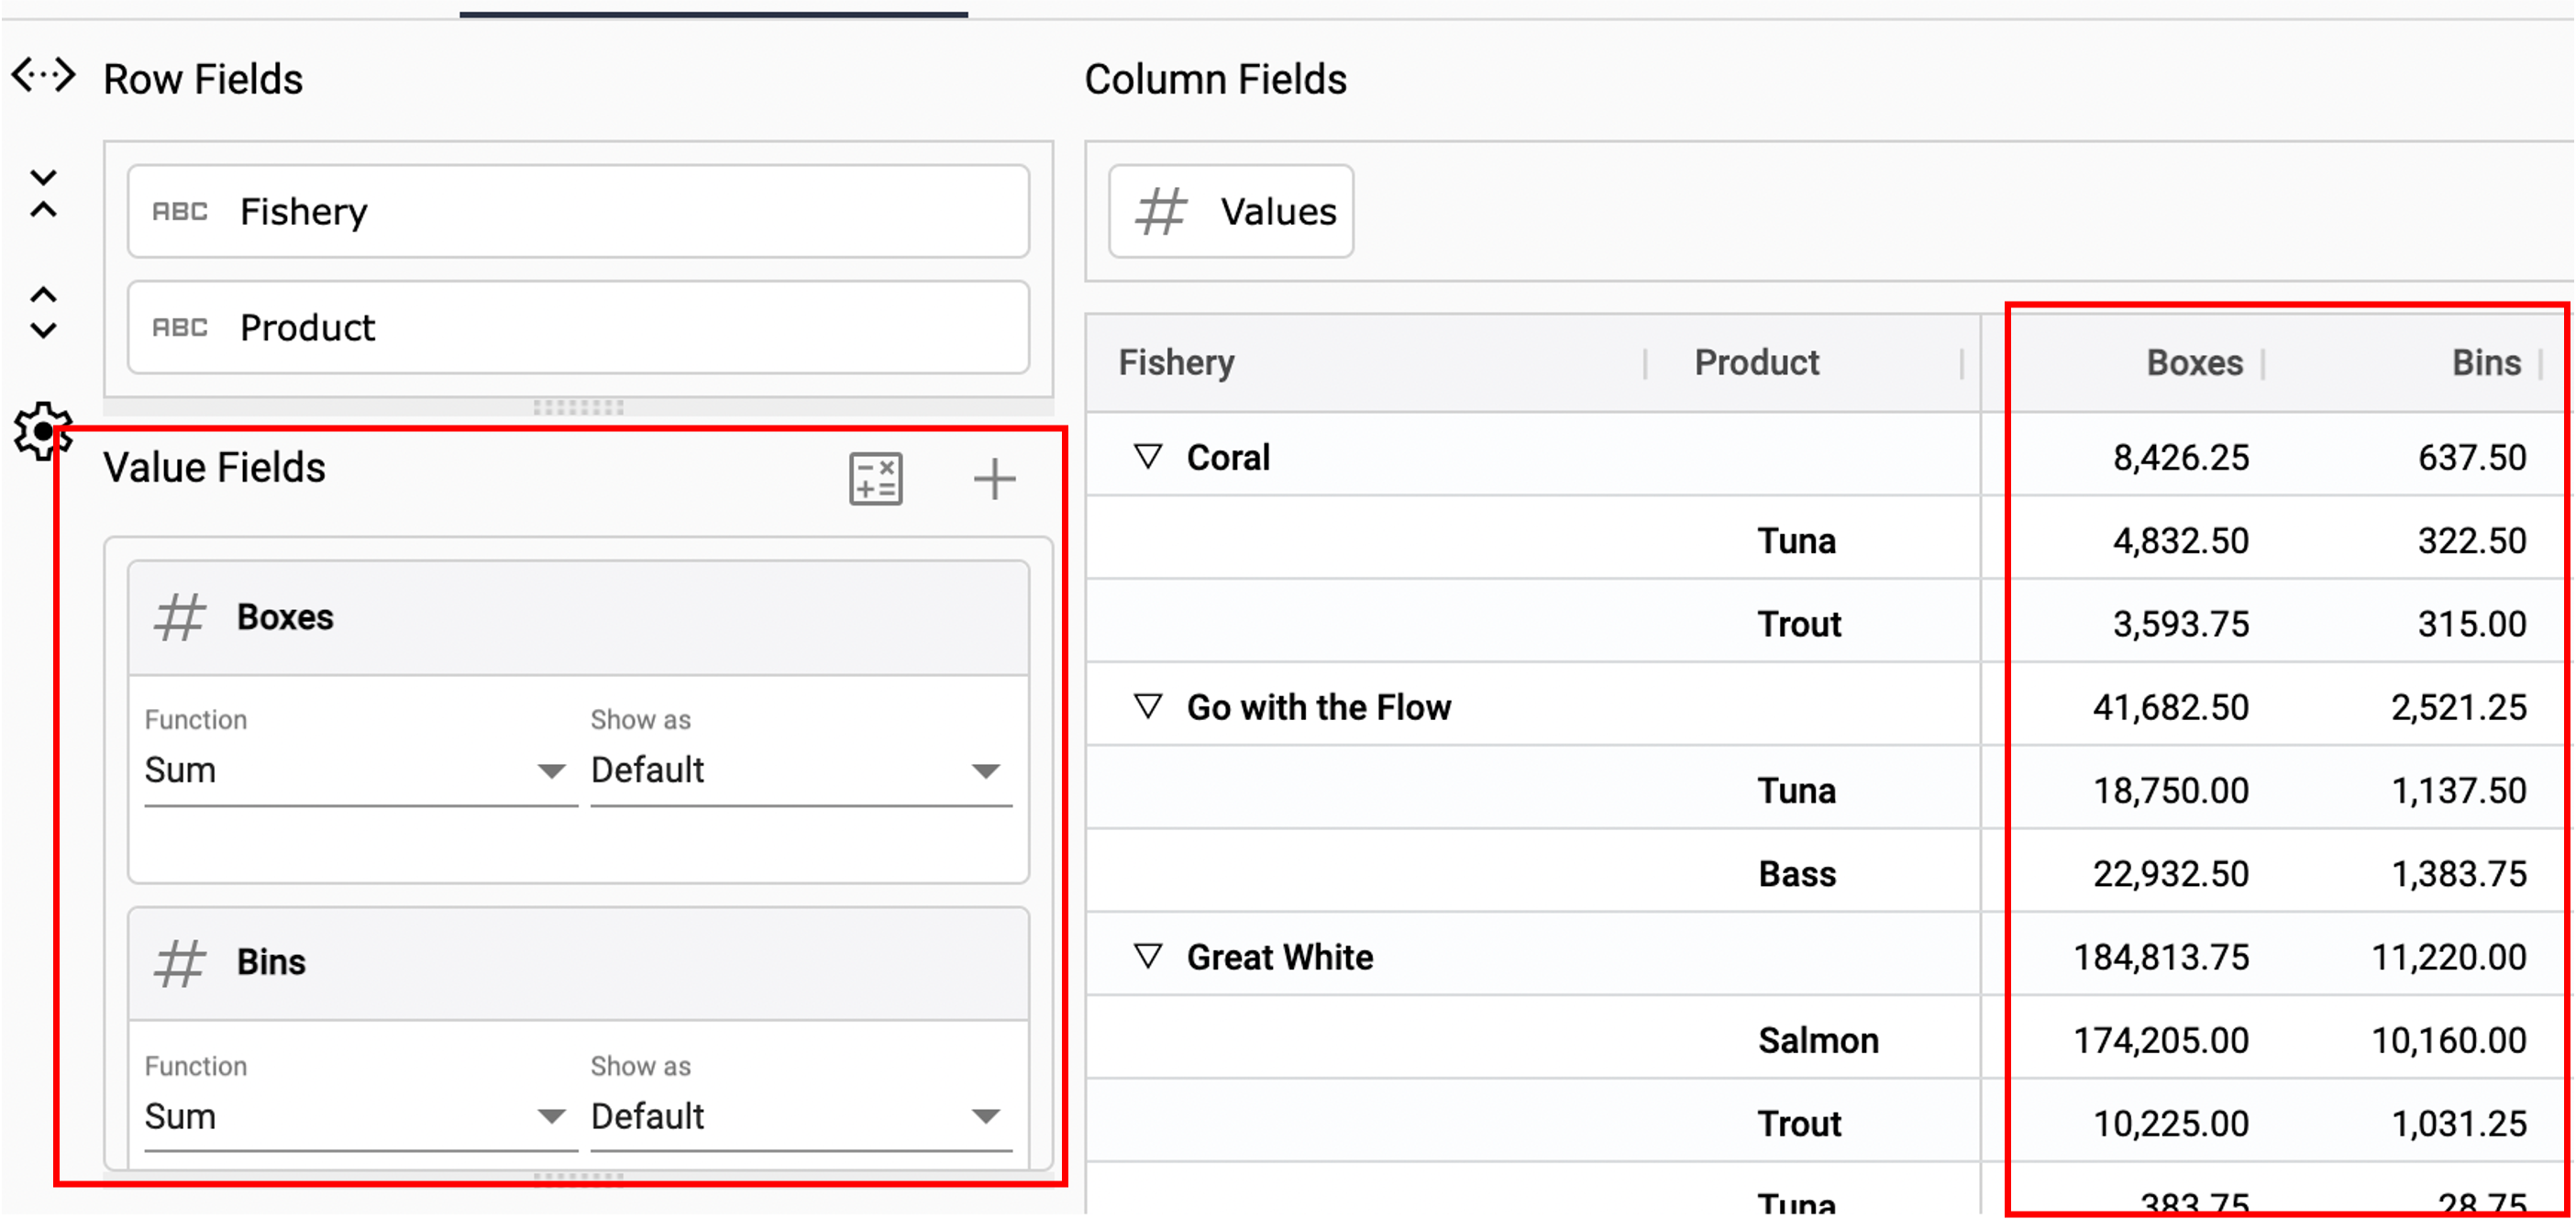 Row Fields
Column Fields
ABC Fishery
# Values
ABC Product
Fishery Product Boxes Bins
Value Fields
Coral 8,426.25 637.50
Tuna 4,832.50 322.50
# Boxes
Trout 3,593.75 315.00
Function Show as
Sum Default
Go with the Flow 41,682.50 2,521.25
Tuna 18,750.00 1,137.50
Bass 22,932.50 1,383.75
# Bins
Great White 184,813.75 11,220.00
Salmon 174,205.00 10,160.00
Function Show as
Sum Default
Trout 10,225.00 1,031.25
Tuna 383.75 28.75